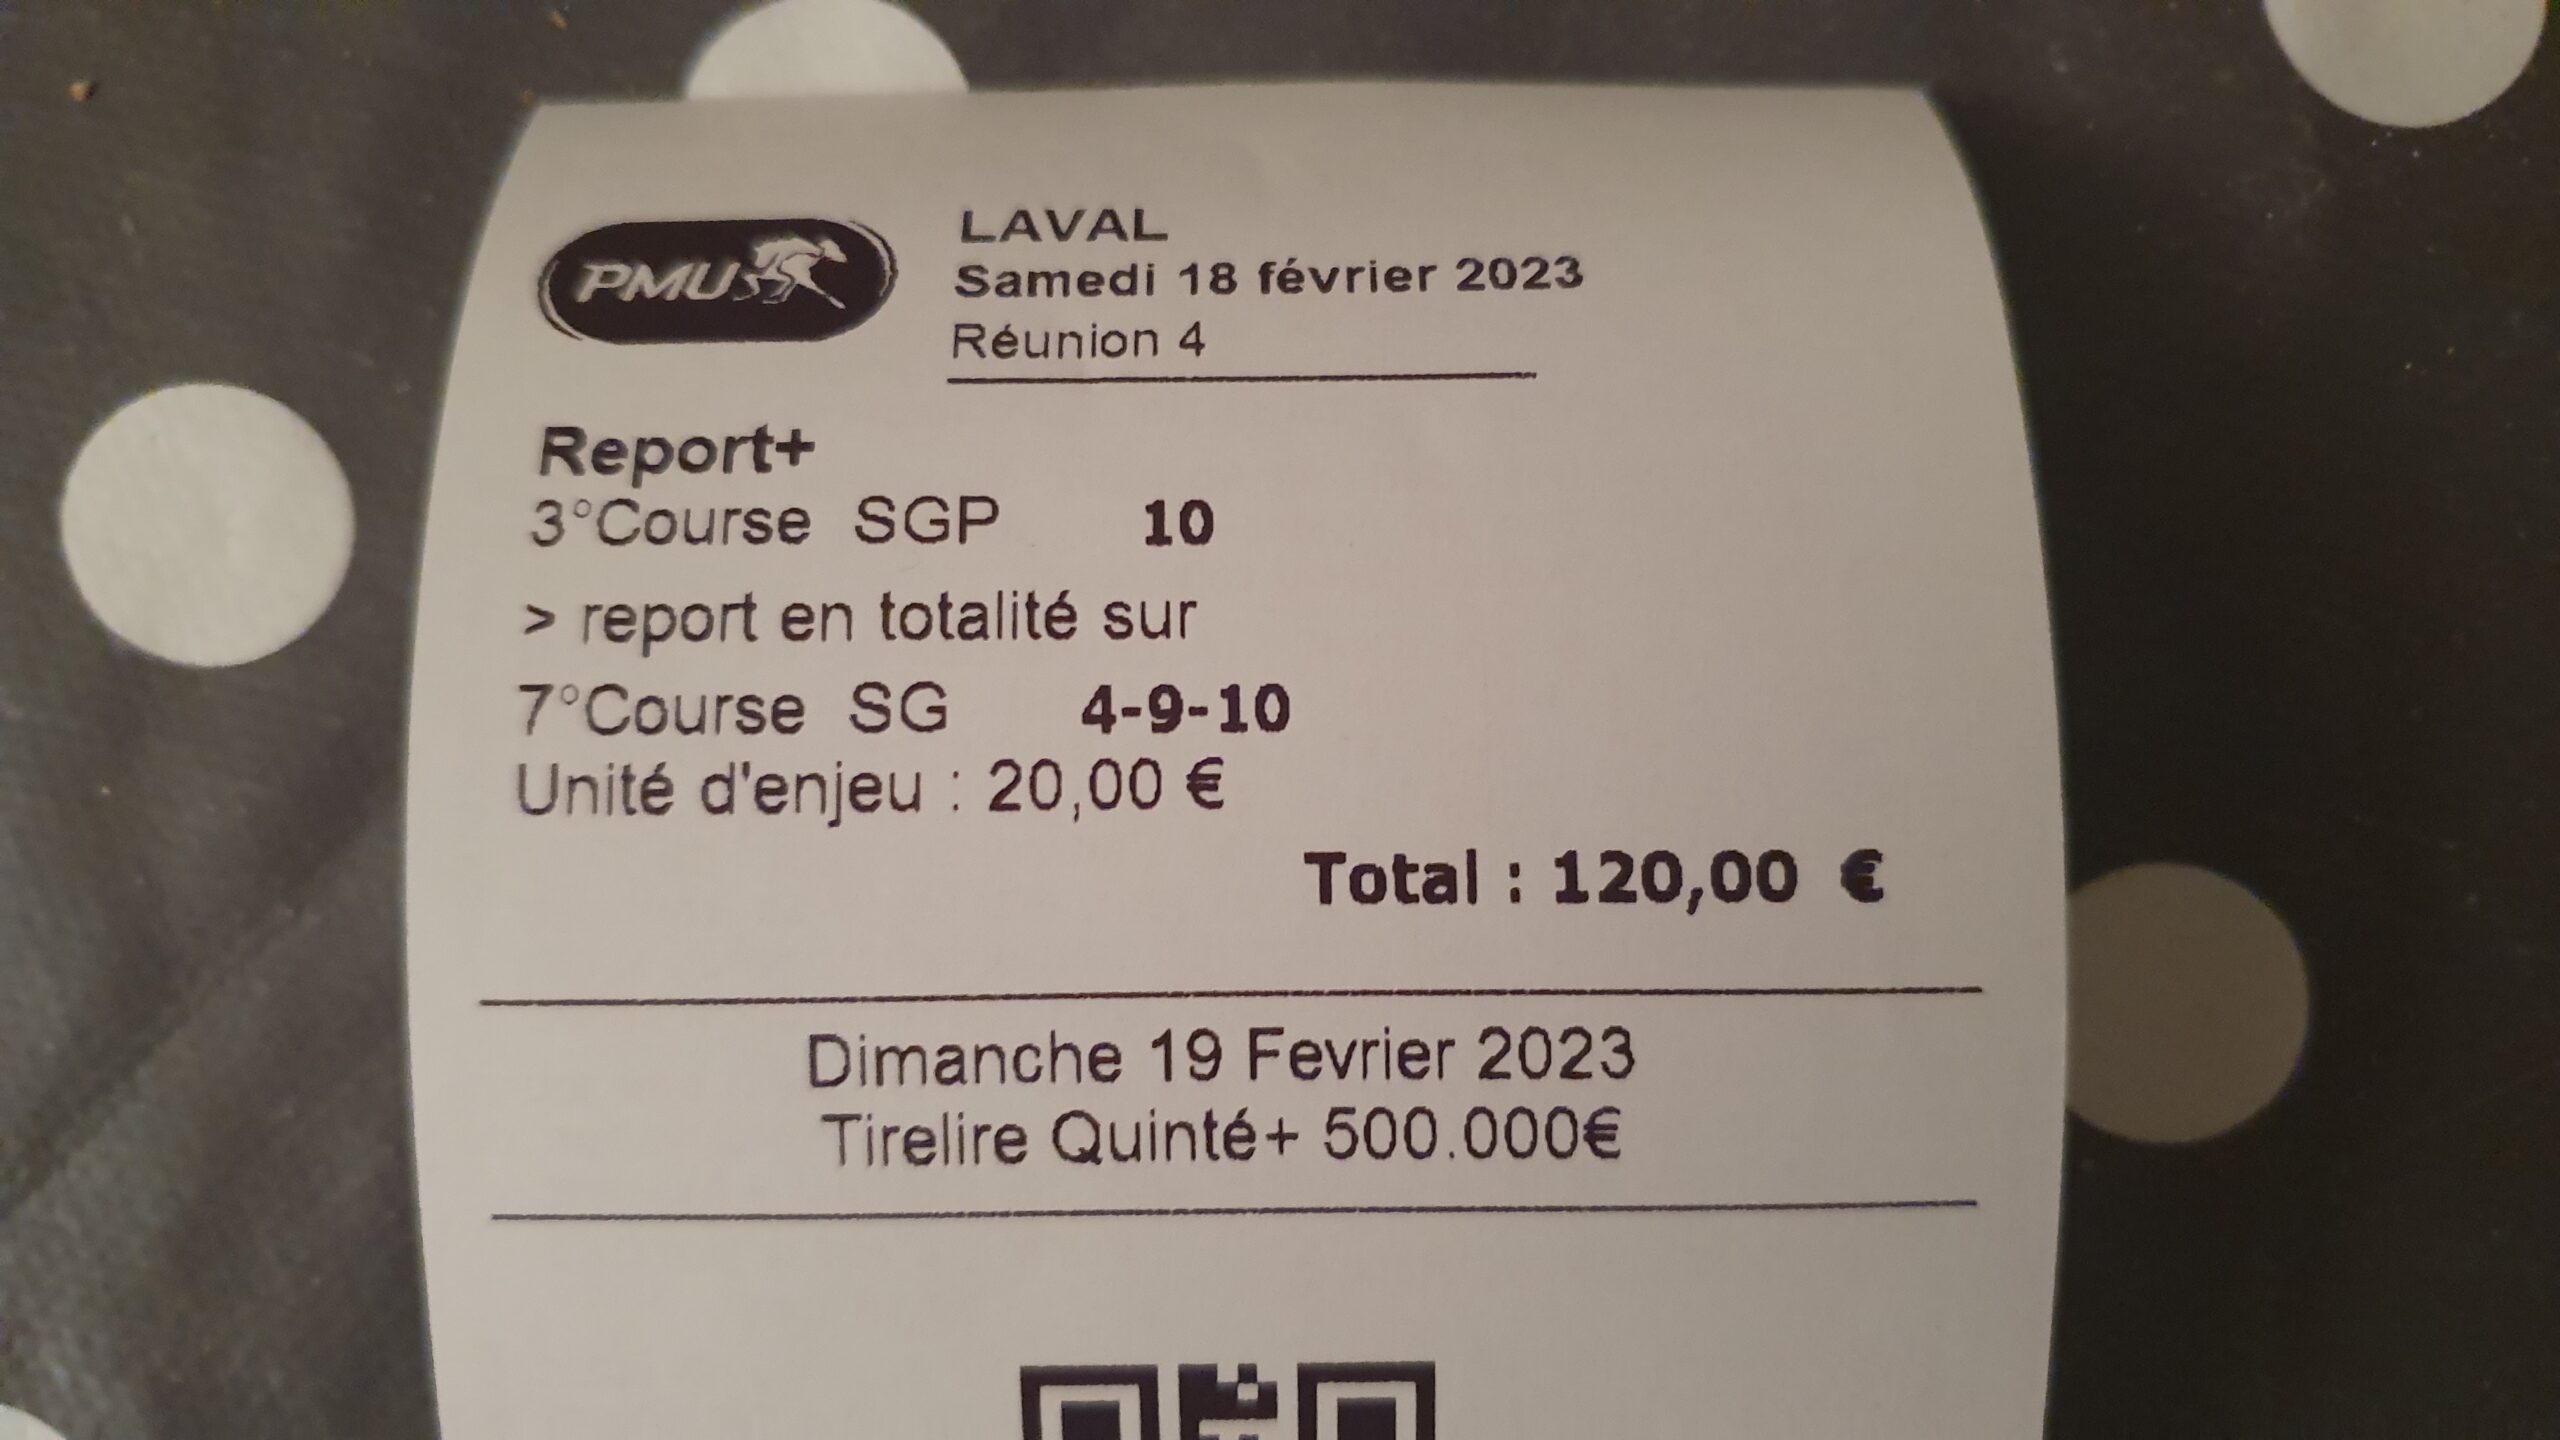 PMU
LAVAL
Samedi 18 février 2023
Réunion 4
Report+
3°Course SGP 10
> report en totalité sur
7°Course SG 4-9-10
Unité d'enjeu : 20,00 €
Total : 120,00 €
Dimanche 19 Fevrier 2023
Tirelire Quinté+ 500.000€